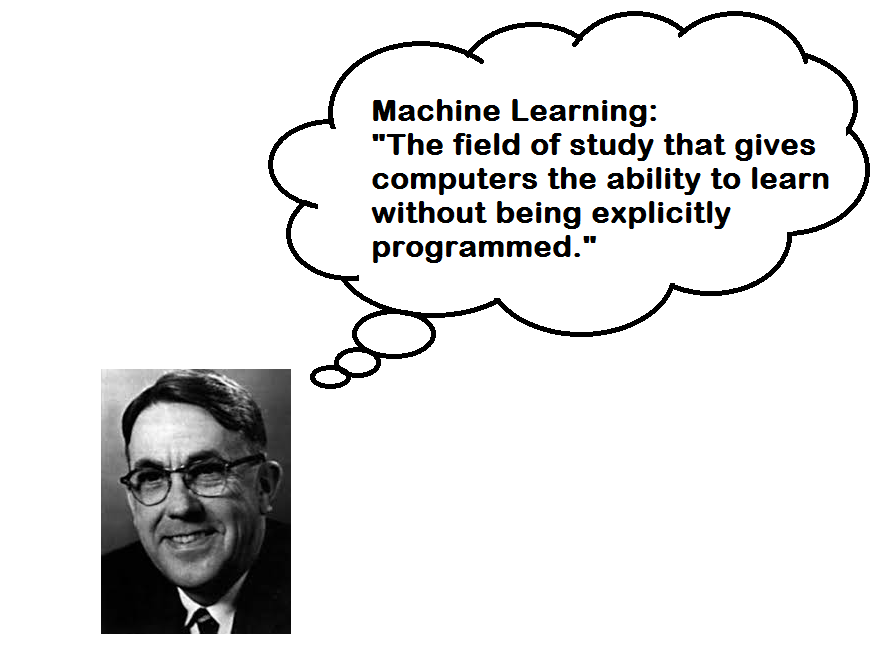 Machine Learning:
"The field of study that gives
computers the ability to learn
without being explicitly
programmed."